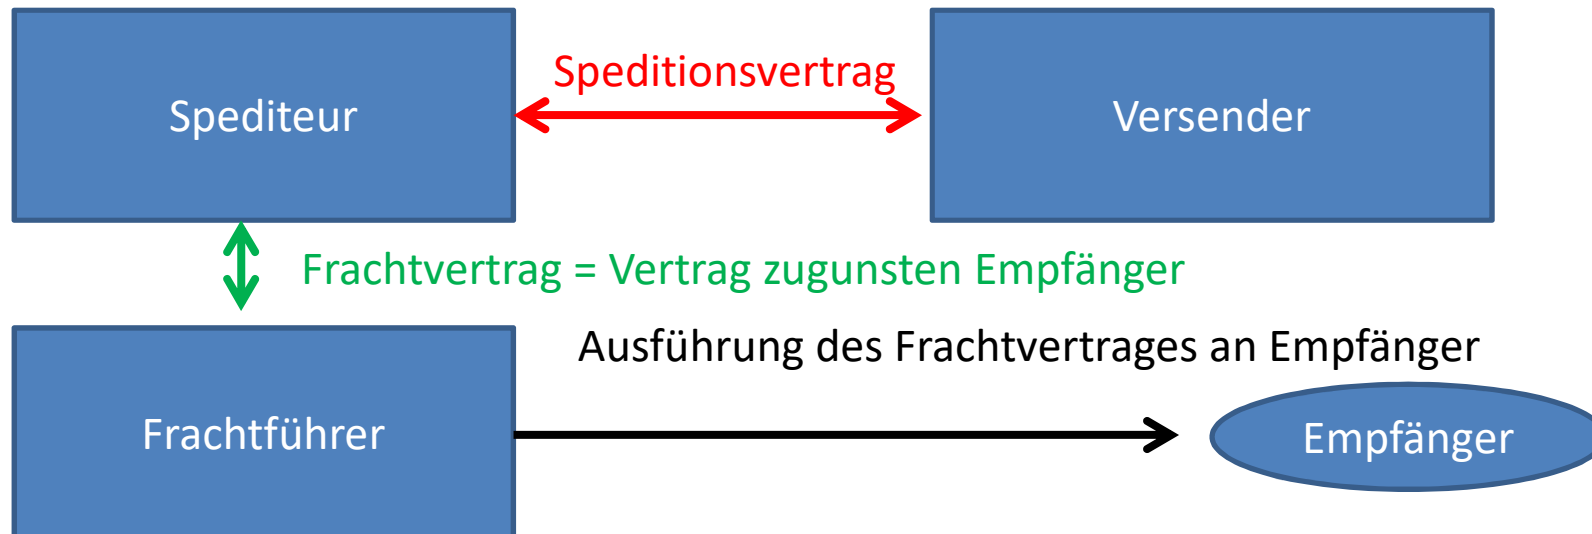 Speditionsvertrag
Spediteur
Versender
Frachtvertrag = Vertrag zugunsten Empfänger
Ausführung des Frachtvertrages an Empfänger
Frachtführer
Empfänger